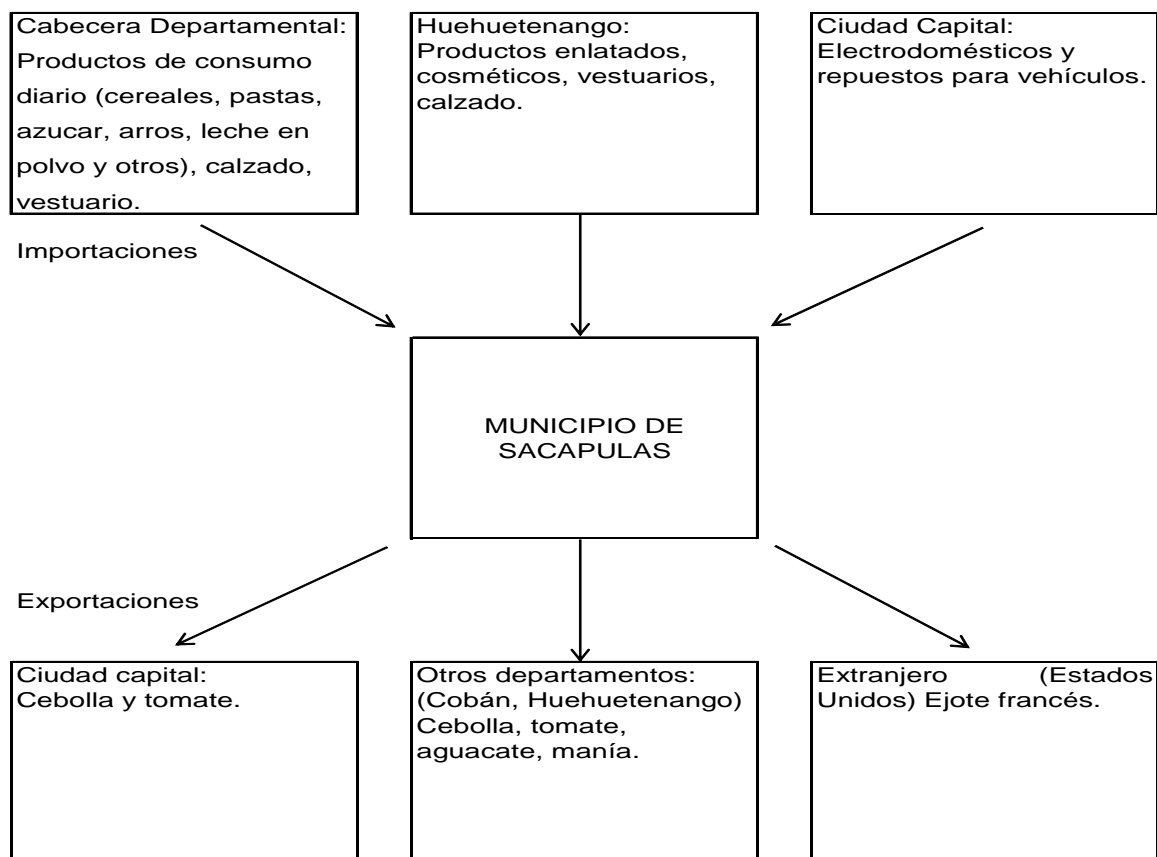 Cabecera Departamental:
Productos de consumo
diario (cereales, pastas,
azucar, arros, leche en
polvo y otros), calzado,
vestuario.
Huehuetenango:
Productos enlatados,
cosméticos, vestuarios,
calzado.
Ciudad Capital:
Electrodomésticos y
repuestos para vehículos.
Importaciones
MUNICIPIO DE
SACAPULAS
Exportaciones
Ciudad capital:
Cebolla y tomate.
Otros departamentos:
(Cobán, Huehuetenango)
Cebolla, tomate,
aguacate, manía.
Extranjero (Estados
Unidos) Ejote francés.